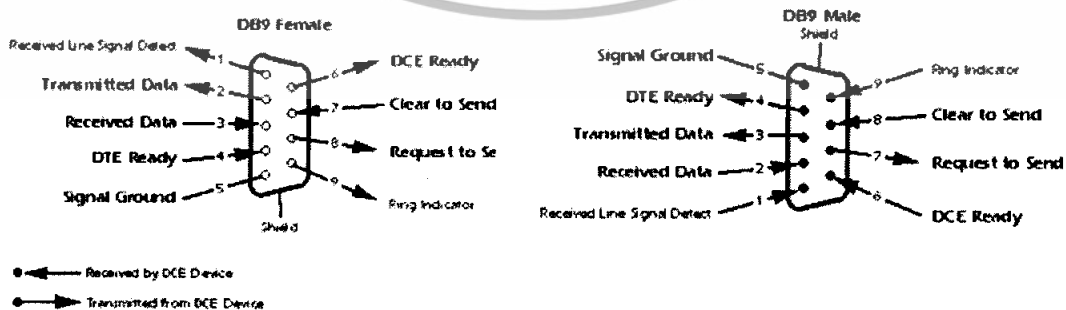 DB9 Female
Received Line Signal Detect
1
Transmitted Data
2
Received Data
3
DTE Ready
4
Signal Ground
5
6
DCE Ready
7
Clear to Send
8
Request to Se
9
Ring Indicator
Shield
DB9 Male
Shield
Signal Ground
5
DTE Ready
4
Transmitted Data
3
Received Data
2
Received Line Signal Detect
1
9
Ring Indicator
8
Clear to Send
7
Request to Send
6
DCE Ready
Received by DCE Device
Transmitted from DCE Device